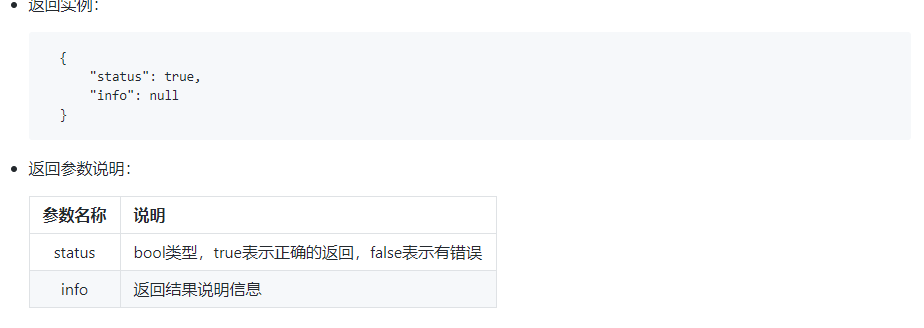 返回实例：
{
"status": true,
"info": null
}
返回参数说明：
参数名称 说明
status bool类型，true表示正确的返回，false表示有错误
info 返回结果说明信息